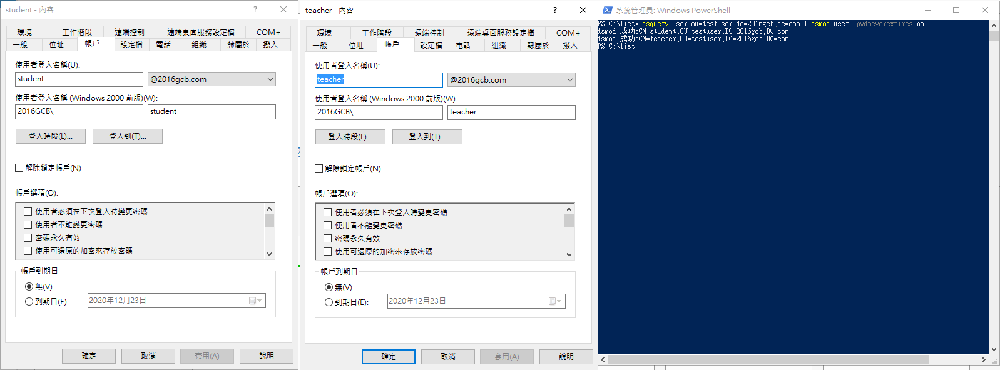 student - 內容
環境 工作階段 遠端控制 遠端桌面服務設定檔 COM+
一般 位址 帳戶 設定檔 電話 組織 隸屬於 撥入
使用者登入名稱(U):
student @2016gcb.com
使用者登入名稱 (Windows 2000 前版)(W):
2016GCB\ student
登入時段(L)... 登入到(T)...
解除鎖定帳戶(N)
帳戶選項(O):
使用者必須在下次登入時變更密碼
使用者不能變更密碼
密碼永久有效
使用可還原的加密來存放密碼
帳戶到期日
無(V)
到期日(E): 2020年12月23日
確定 取消 套用(A) 說明
teacher - 內容
環境 工作階段 遠端控制 遠端桌面服務設定檔 COM+
一般 位址 帳戶 設定檔 電話 組織 隸屬於 撥入
使用者登入名稱(U):
teacher @2016gcb.com
使用者登入名稱 (Windows 2000 前版)(W):
2016GCB\ teacher
登入時段(L)... 登入到(T)...
解除鎖定帳戶(N)
帳戶選項(O):
使用者必須在下次登入時變更密碼
使用者不能變更密碼
密碼永久有效
使用可還原的加密來存放密碼
帳戶到期日
無(V)
到期日(E): 2020年12月23日
確定 取消 套用(A) 說明
系統管理員: Windows PowerShell
PS C:\list> dsquery user ou=testuser,dc=2016gcb,dc=com | dsmod user -pwdneverexpires no
dsmod 成功:CN=student,OU=testuser,DC=2016gcb,DC=com
dsmod 成功:CN=teacher,OU=testuser,DC=2016gcb,DC=com
PS C:\list>